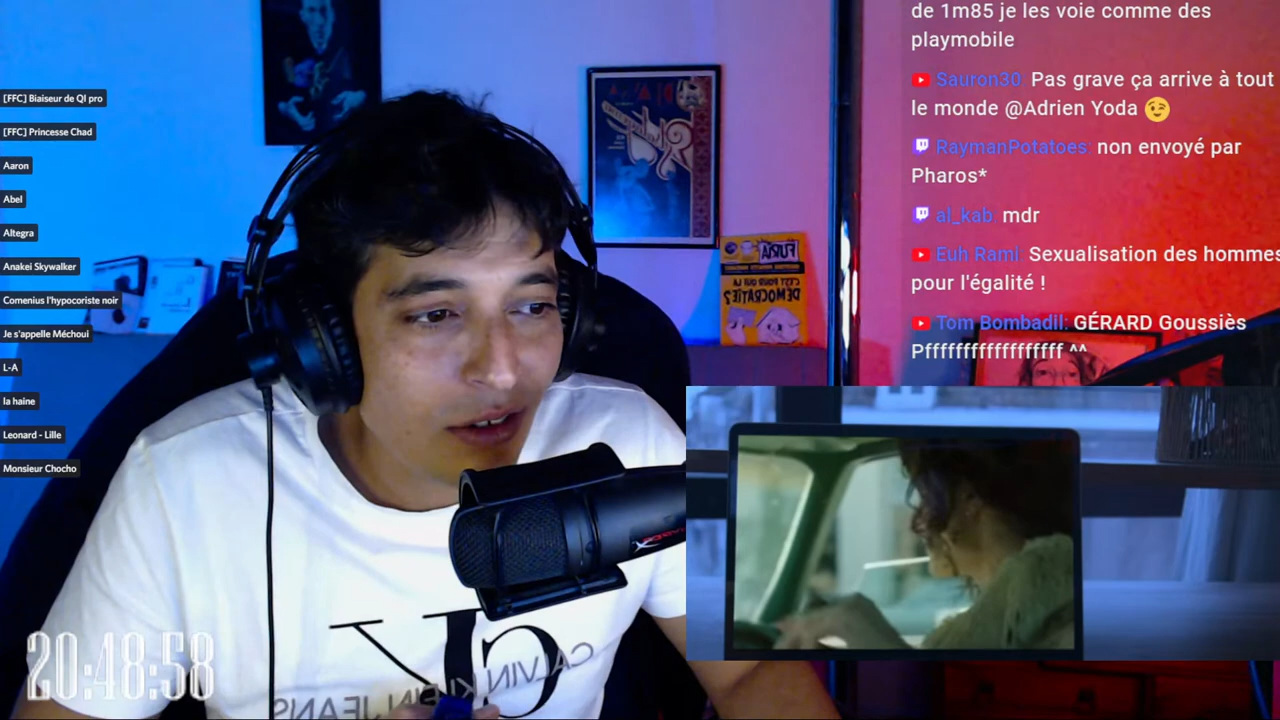 [FFC] Biaiseur de QI pro
[FFC] Princesse Chad
Aaron
Abel
Altegra
Anakei Skywalker
Comenius l'hypocoriste noir
Je s'appelle Méchoui
L-A
la haine
Leonard - Lille
Monsieur Chocho
20:48:58
FURIA
DÉMOCRATIE?
CK
CALVIN KLEIN JEANS
de 1m85 je les voie comme des
playmobile
Sauron30 Pas grave ça arrive à tout
le monde @Adrien Yoda 😉
RaymanPotatoes non envoyé par
Pharos*
al_kab mdr
Euh Rami Sexualisation des hommes
pour l'égalité !
Tom Bombadil: GÉRARD Goussiès
Pffffffffffffffffff ^^